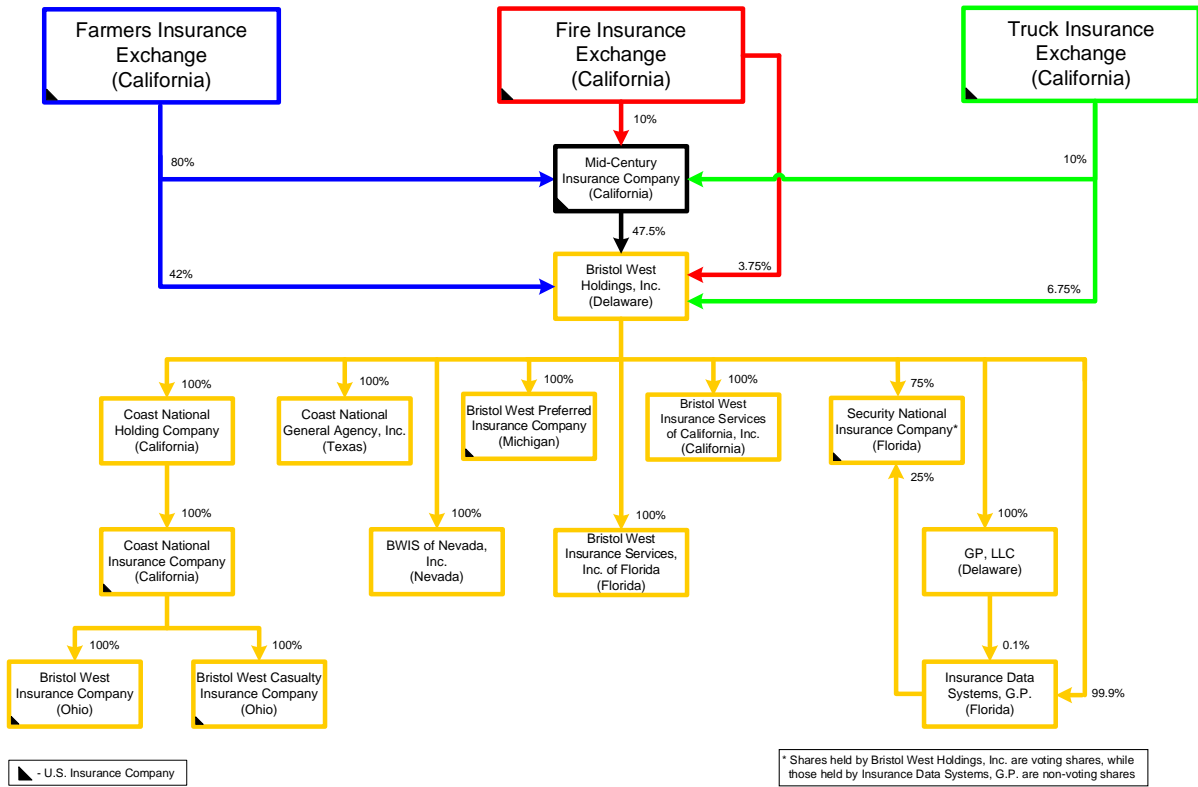 Farmers Insurance
Exchange
(California)
Fire Insurance
Exchange
(California)
Truck Insurance
Exchange
(California)
10%
80%
10%
Mid-Century
Insurance Company
(California)
47.5%
42%
3.75%
6.75%
Bristol West
Holdings, Inc.
(Delaware)
100%
100%
100%
100%
75%
Coast National
Holding Company
(California)
Coast National
General Agency, Inc.
(Texas)
Bristol West Preferred
Insurance Company
(Michigan)
Bristol West
Insurance Services
of California, Inc.
(California)
Security National
Insurance Company*
(Florida)
25%
100%
100%
100%
100%
Coast National
Insurance Company
(California)
BWIS of Nevada,
Inc.
(Nevada)
Bristol West
Insurance Services,
Inc. of Florida
(Florida)
GP, LLC
(Delaware)
100%
100%
0.1%
Bristol West
Insurance Company
(Ohio)
Bristol West Casualty
Insurance Company
(Ohio)
Insurance Data
Systems, G.P.
(Florida)
99.9%
- U.S. Insurance Company
* Shares held by Bristol West Holdings, Inc. are voting shares, while
those held by Insurance Data Systems, G.P. are non-voting shares